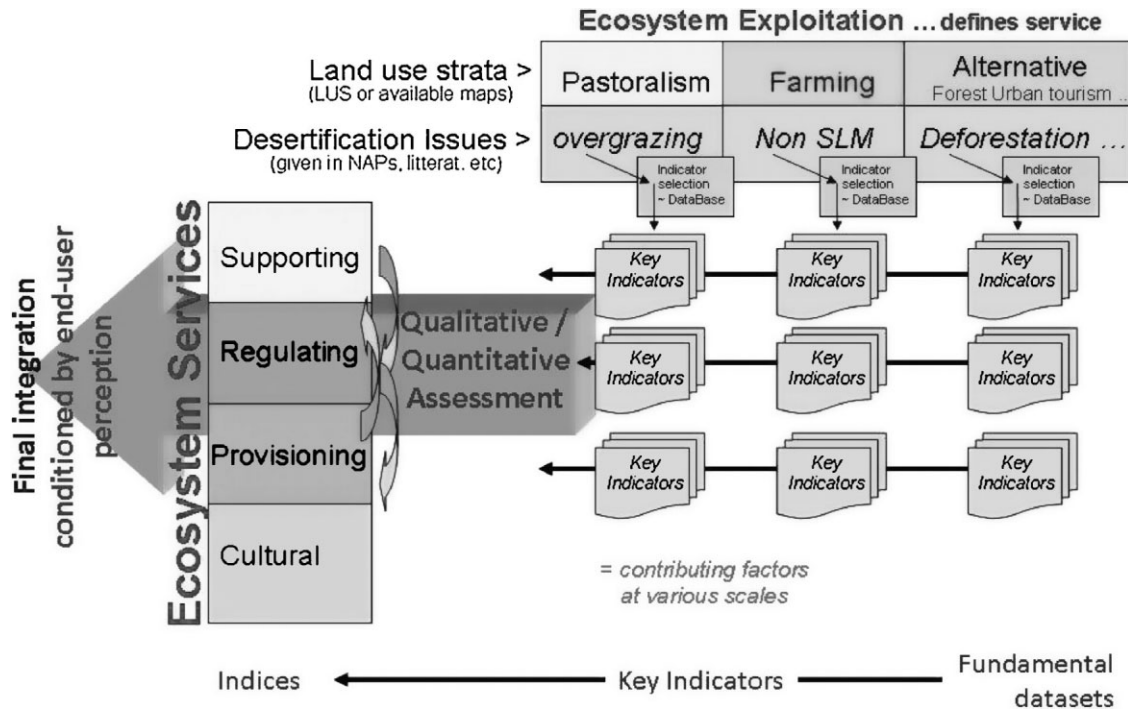 Ecosystem Exploitation ... defines service
Land use strata >
(LUS or available maps)
Pastoralism
Farming
Alternative
Forest Urban tourism ...
Desertification Issues >
(given in NAPs, litterat. etc)
overgrazing
Non SLM
Deforestation ...
Indicator
selection
~ DataBase
Indicator
selection
~ DataBase
Indicator
selection
~ DataBase
Final integration
conditioned by end-user
perception
Ecosystem Services
Supporting
Regulating
Provisioning
Cultural
Qualitative /
Quantitative
Assessment
Key
Indicators
Key
Indicators
Key
Indicators
Key
Indicators
Key
Indicators
Key
Indicators
Key
Indicators
Key
Indicators
Key
Indicators
= contributing factors
at various scales
Indices
Key Indicators
Fundamental
datasets